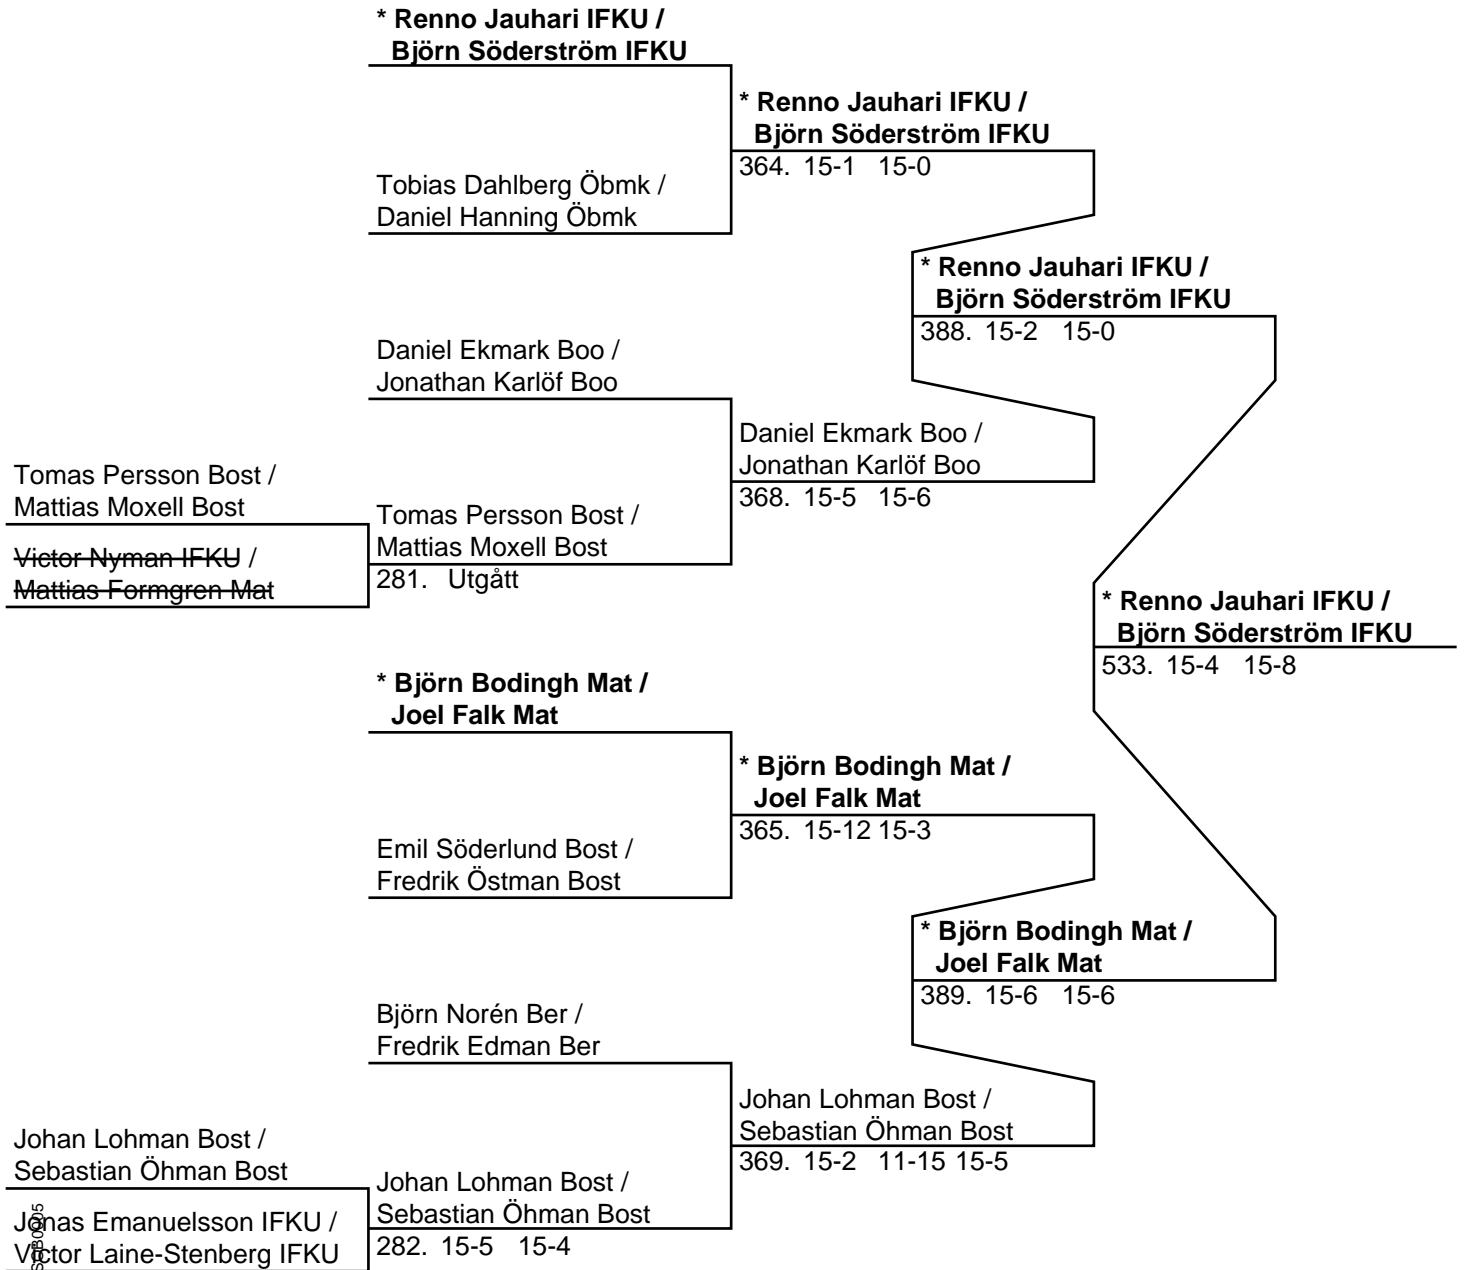 * Renno Jauhari IFKU /
Björn Söderström IFKU
* Renno Jauhari IFKU /
Björn Söderström IFKU
364. 15-1 15-0
Tobias Dahlberg Öbmk /
Daniel Hanning Öbmk
* Renno Jauhari IFKU /
Björn Söderström IFKU
388. 15-2 15-0
Daniel Ekmark Boo /
Jonathan Karlöf Boo
Daniel Ekmark Boo /
Jonathan Karlöf Boo
368. 15-5 15-6
Tomas Persson Bost /
Mattias Moxell Bost
Tomas Persson Bost /
Mattias Moxell Bost
281. Utgått
Victor Nyman IFKU /
Mattias Formgren Mat
* Renno Jauhari IFKU /
Björn Söderström IFKU
533. 15-4 15-8
* Björn Bodingh Mat /
Joel Falk Mat
* Björn Bodingh Mat /
Joel Falk Mat
365. 15-12 15-3
Emil Söderlund Bost /
Fredrik Östman Bost
* Björn Bodingh Mat /
Joel Falk Mat
389. 15-6 15-6
Björn Norén Ber /
Fredrik Edman Ber
Johan Lohman Bost /
Sebastian Öhman Bost
369. 15-2 11-15 15-5
Johan Lohman Bost /
Sebastian Öhman Bost
Johan Lohman Bost /
Sebastian Öhman Bost
282. 15-5 15-4
Jonas Emanuelsson IFKU /
Victor Laine-Stenberg IFKU